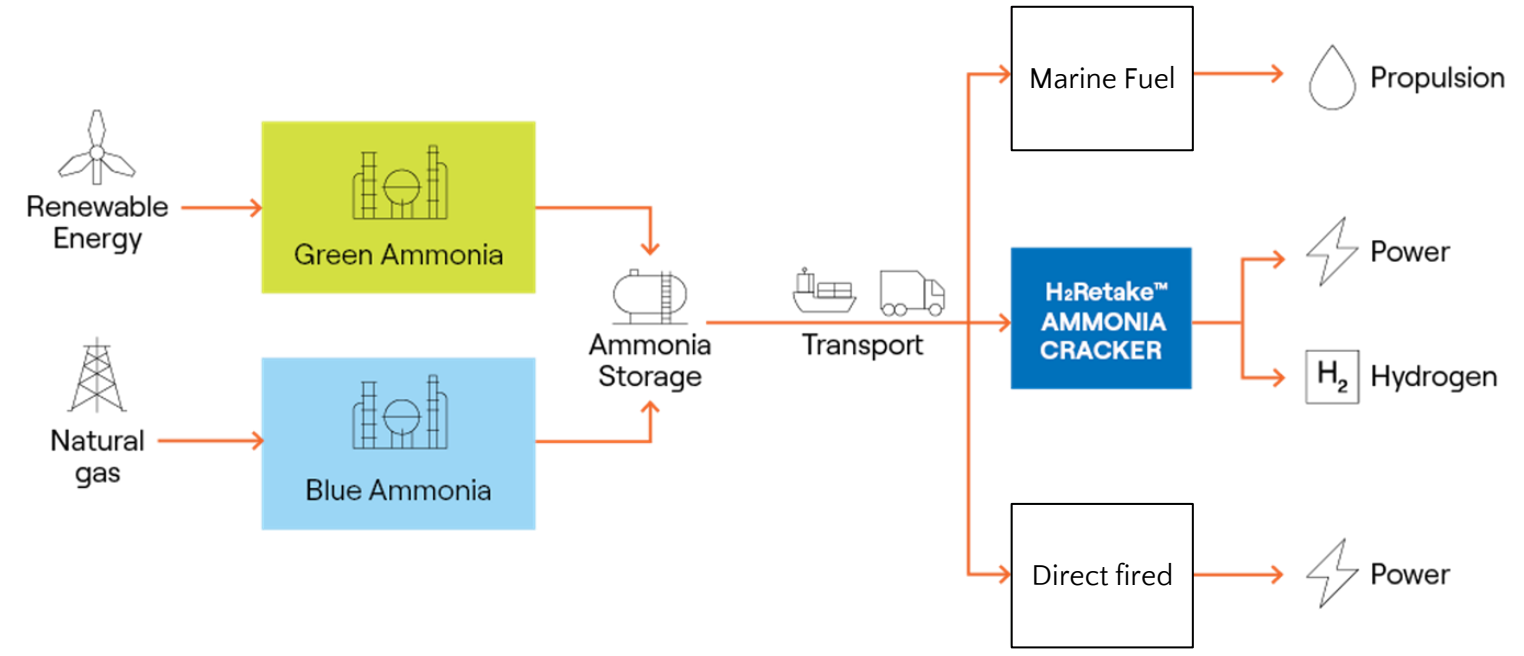 Renewable
Energy
Green Ammonia
Natural
gas
Blue Ammonia
Ammonia
Storage
Transport
Marine Fuel
Propulsion
H₂Retake™
AMMONIA
CRACKER
Power
H₂
Hydrogen
Direct fired
Power